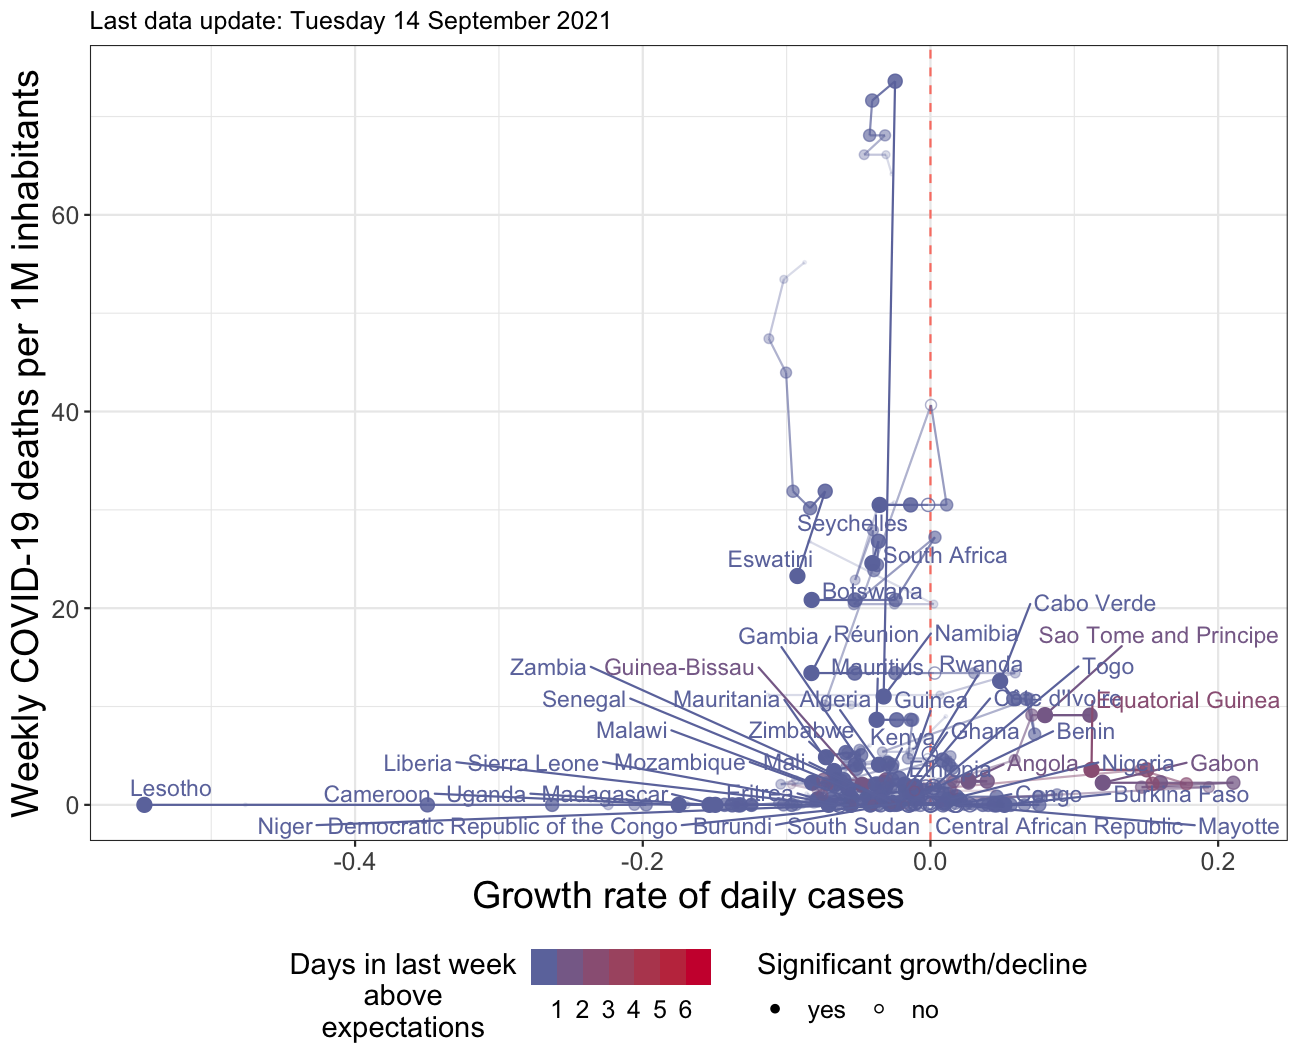 Last data update: Tuesday 14 September 2021
Weekly COVID-19 deaths per 1M inhabitants
60
40
20
0
Seychelles
Eswatini
South Africa
Botswana
Cabo Verde
Gambia
Réunion
Namibia
Sao Tome and Principe
Zambia
Guinea-Bissau
Mauritius
Rwanda
Togo
Senegal
Mauritania
Algeria
Guinea
Côte d'Ivoire
Equatorial Guinea
Malawi
Zimbabwe
Kenya
Ghana
Benin
Liberia
Sierra Leone
Mozambique
Mali
Ethiopia
Angola
Nigeria
Gabon
Lesotho
Cameroon
Uganda
Madagascar
Eritrea
Congo
Burkina Faso
Niger
Democratic Republic of the Congo
Burundi
South Sudan
Central African Republic
Mayotte
-0.4
-0.2
0.0
0.2
Growth rate of daily cases
Days in last week
above
expectations
1 2 3 4 5 6
Significant growth/decline
yes
no